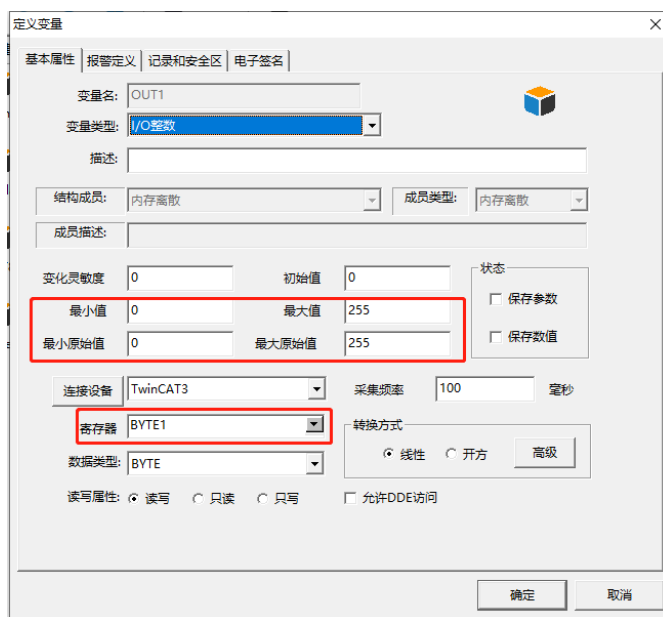 定义变量
基本属性 报警定义 记录和安全区 电子签名
变量名: OUT1
变量类型: I/O整数
描述:
结构成员: 内存离散 成员类型: 内存离散
成员描述:
变化灵敏度 0 初始值 0 状态
最小值 0 最大值 255 保存参数
最小原始值 0 最大原始值 255 保存数值
连接设备 TwinCAT3 采集频率 100 毫秒
寄存器 BYTE1 转换方式
数据类型: BYTE 线性 开方 高级
读写属性: 读写 只读 只写 允许DDE访问
确定 取消